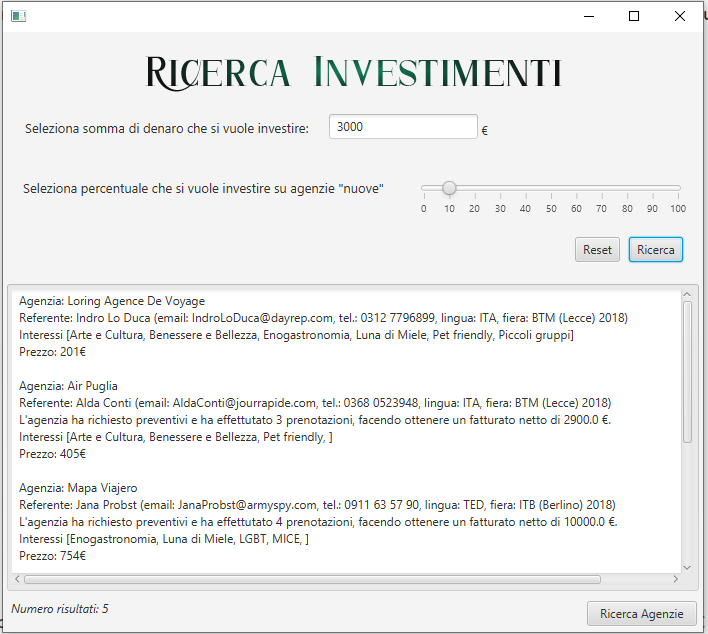 Ricerca Investimenti
Seleziona somma di denaro che si vuole investire:
3000
€
Seleziona percentuale che si vuole investire su agenzie "nuove"
0 10 20 30 40 50 60 70 80 90 100
Reset
Ricerca
Agenzia: Loring Agence De Voyage
Referente: Indro Lo Duca (email: IndroLoDuca@dayrep.com, tel.: 0312 7796899, lingua: ITA, fiera: BTM (Lecce) 2018)
Interessi [Arte e Cultura, Benessere e Bellezza, Enogastronomia, Luna di Miele, Pet friendly, Piccoli gruppi]
Prezzo: 201€
Agenzia: Air Puglia
Referente: Alda Conti (email: AldaConti@jourrapide.com, tel.: 0368 0523948, lingua: ITA, fiera: BTM (Lecce) 2018)
L'agenzia ha richiesto preventivi e ha effettutato 3 prenotazioni, facendo ottenere un fatturato netto di 2900.0 €.
Interessi [Arte e Cultura, Benessere e Bellezza, Pet friendly, ]
Prezzo: 405€
Agenzia: Mapa Viajero
Referente: Jana Probst (email: JanaProbst@armyspy.com, tel.: 0911 63 57 90, lingua: TED, fiera: ITB (Berlino) 2018)
L'agenzia ha richiesto preventivi e ha effettutato 4 prenotazioni, facendo ottenere un fatturato netto di 10000.0 €.
Interessi [Enogastronomia, Luna di Miele, LGBT, MICE, ]
Prezzo: 754€
Numero risultati: 5
Ricerca Agenzie